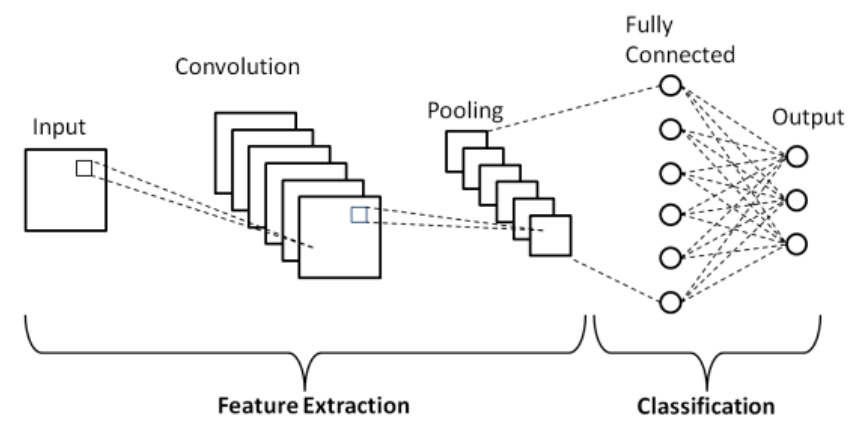 Input
Convolution
Pooling
Fully
Connected
Output
Feature Extraction
Classification